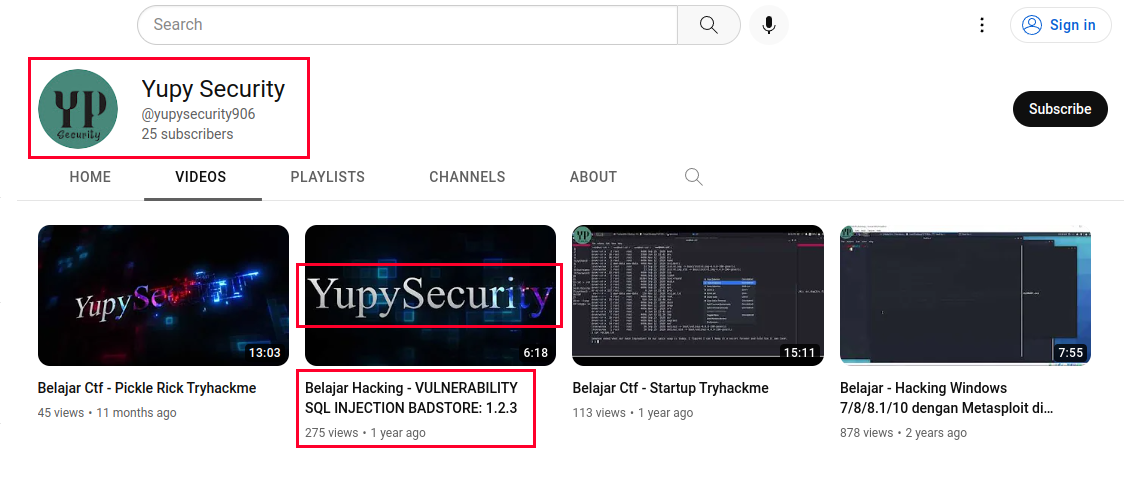 Search
Sign in
YP
Security
Yupy Security
@yupysecurity906
25 subscribers
Subscribe
HOME
VIDEOS
PLAYLISTS
CHANNELS
ABOUT
YupySe
13:03
YupySecurity
6:18
YP
15:11
7:55
Belajar Ctf - Pickle Rick Tryhackme
45 views • 11 months ago
Belajar Hacking - VULNERABILITY
SQL INJECTION BADSTORE: 1.2.3
275 views • 1 year ago
Belajar Ctf - Startup Tryhackme
113 views • 1 year ago
Belajar - Hacking Windows
7/8/8.1/10 dengan Metasploit di…
878 views • 2 years ago